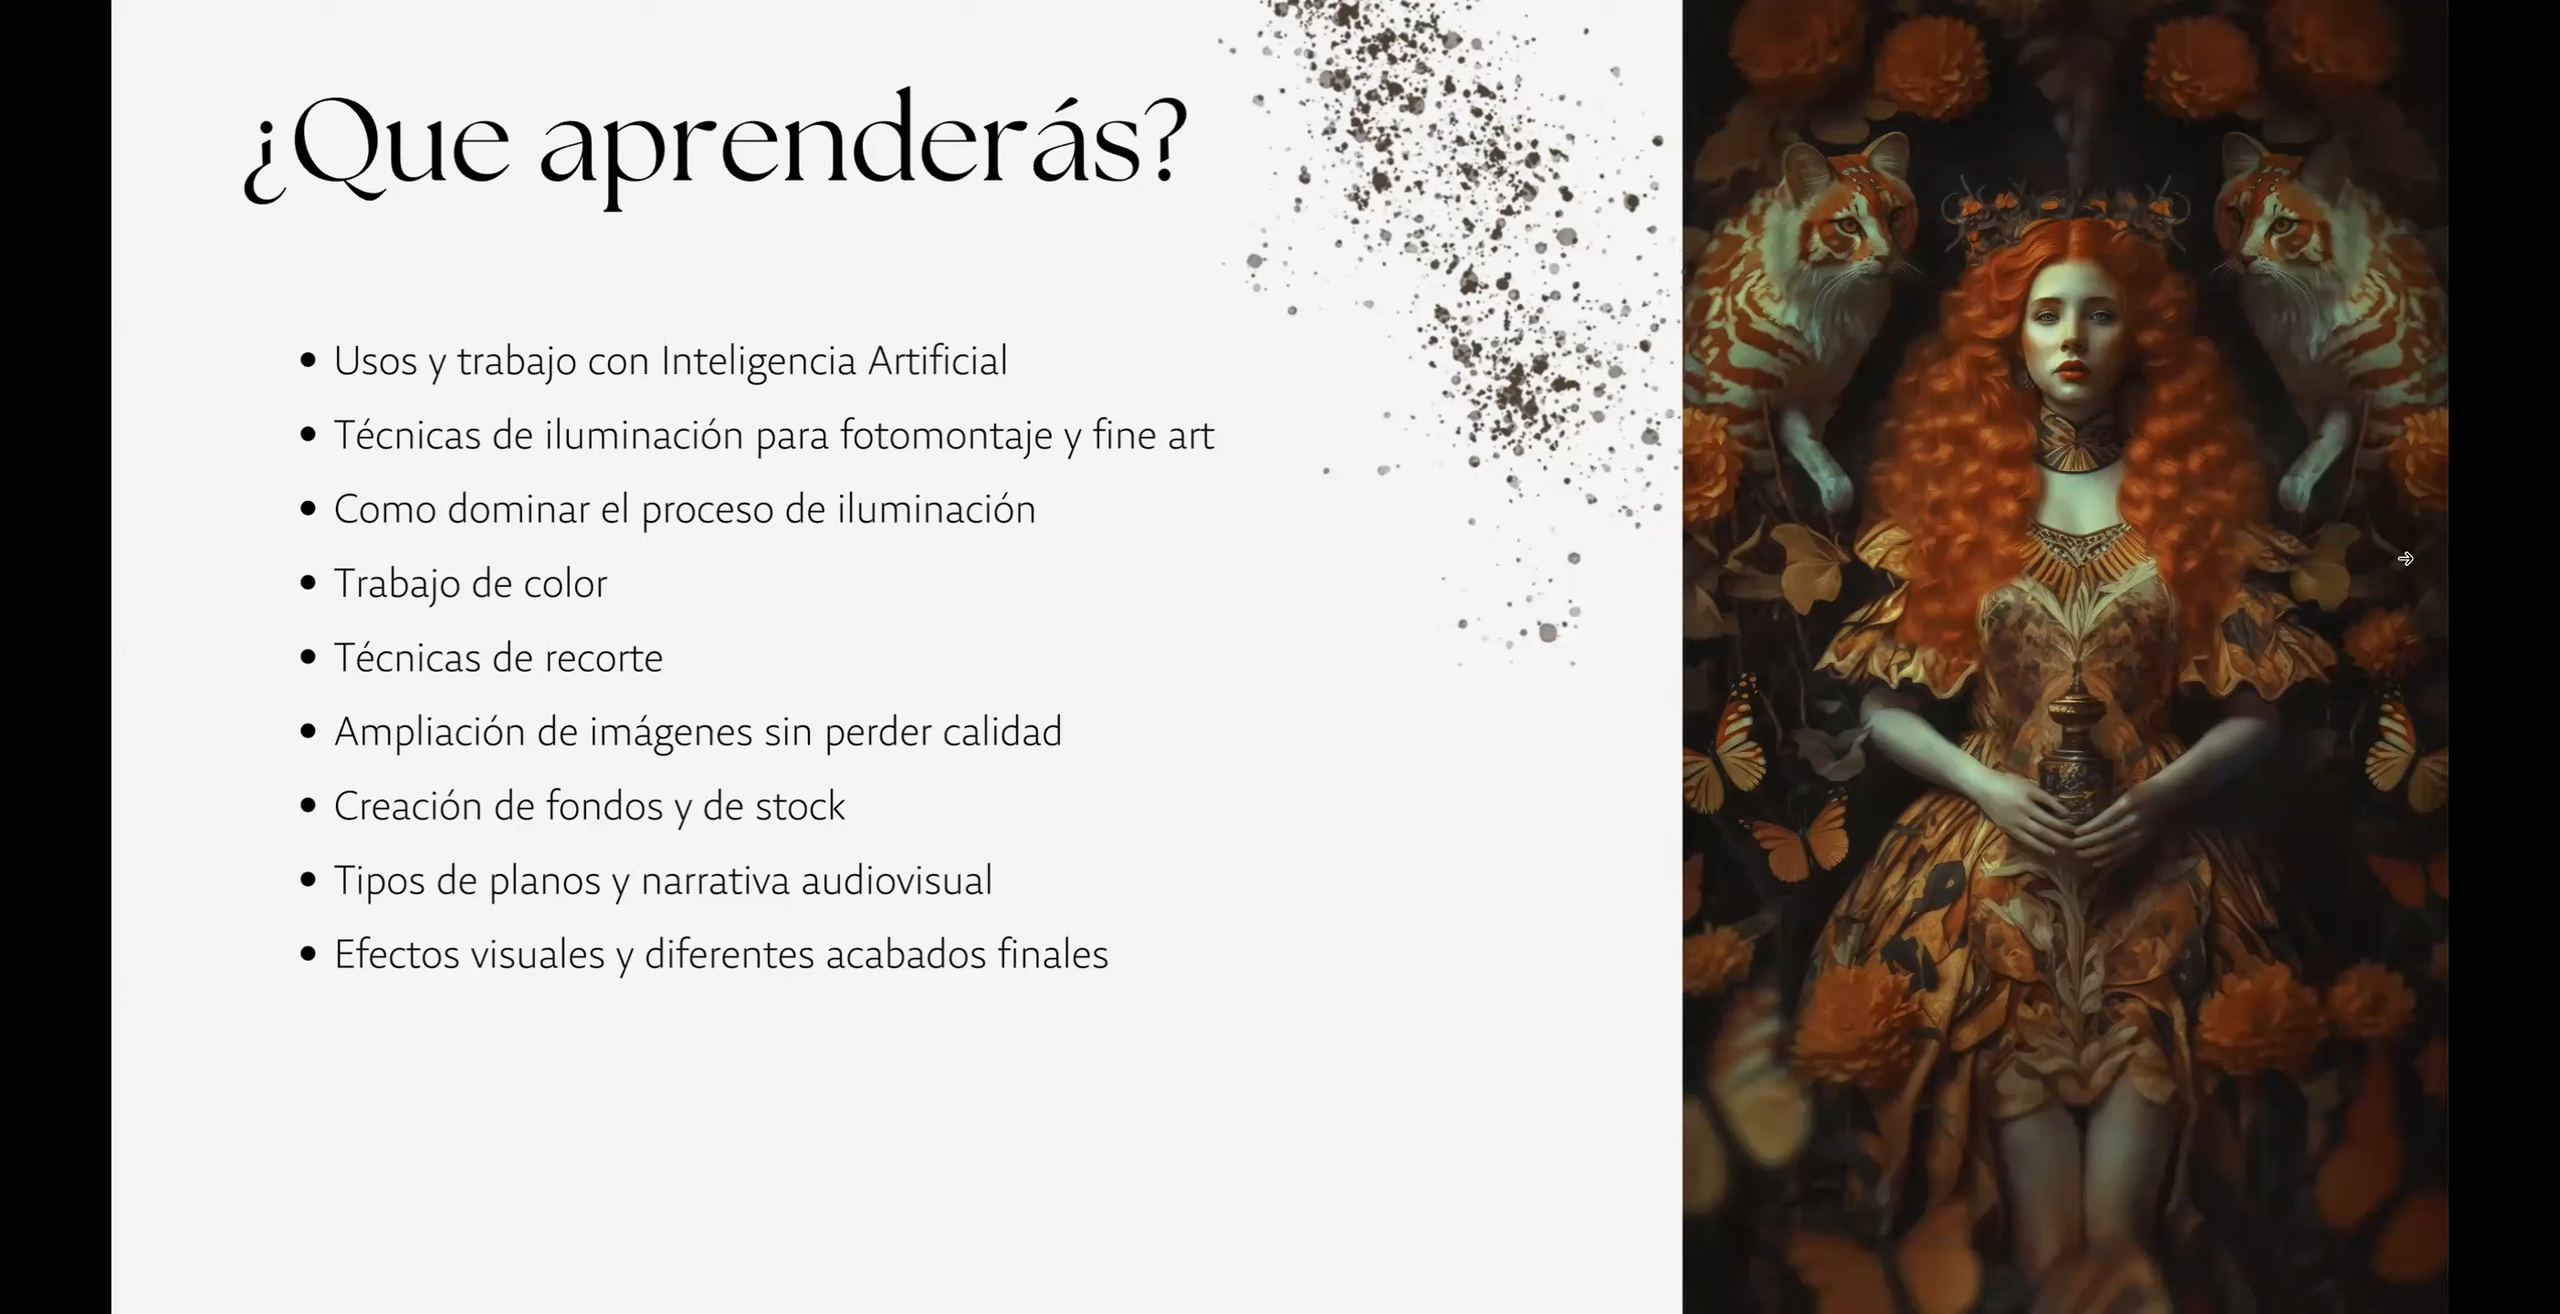 ¿Que aprenderás?
• Usos y trabajo con Inteligencia Artificial
• Técnicas de iluminación para fotomontaje y fine art
• Como dominar el proceso de iluminación
• Trabajo de color
• Técnicas de recorte
• Ampliación de imágenes sin perder calidad
• Creación de fondos y de stock
• Tipos de planos y narrativa audiovisual
• Efectos visuales y diferentes acabados finales